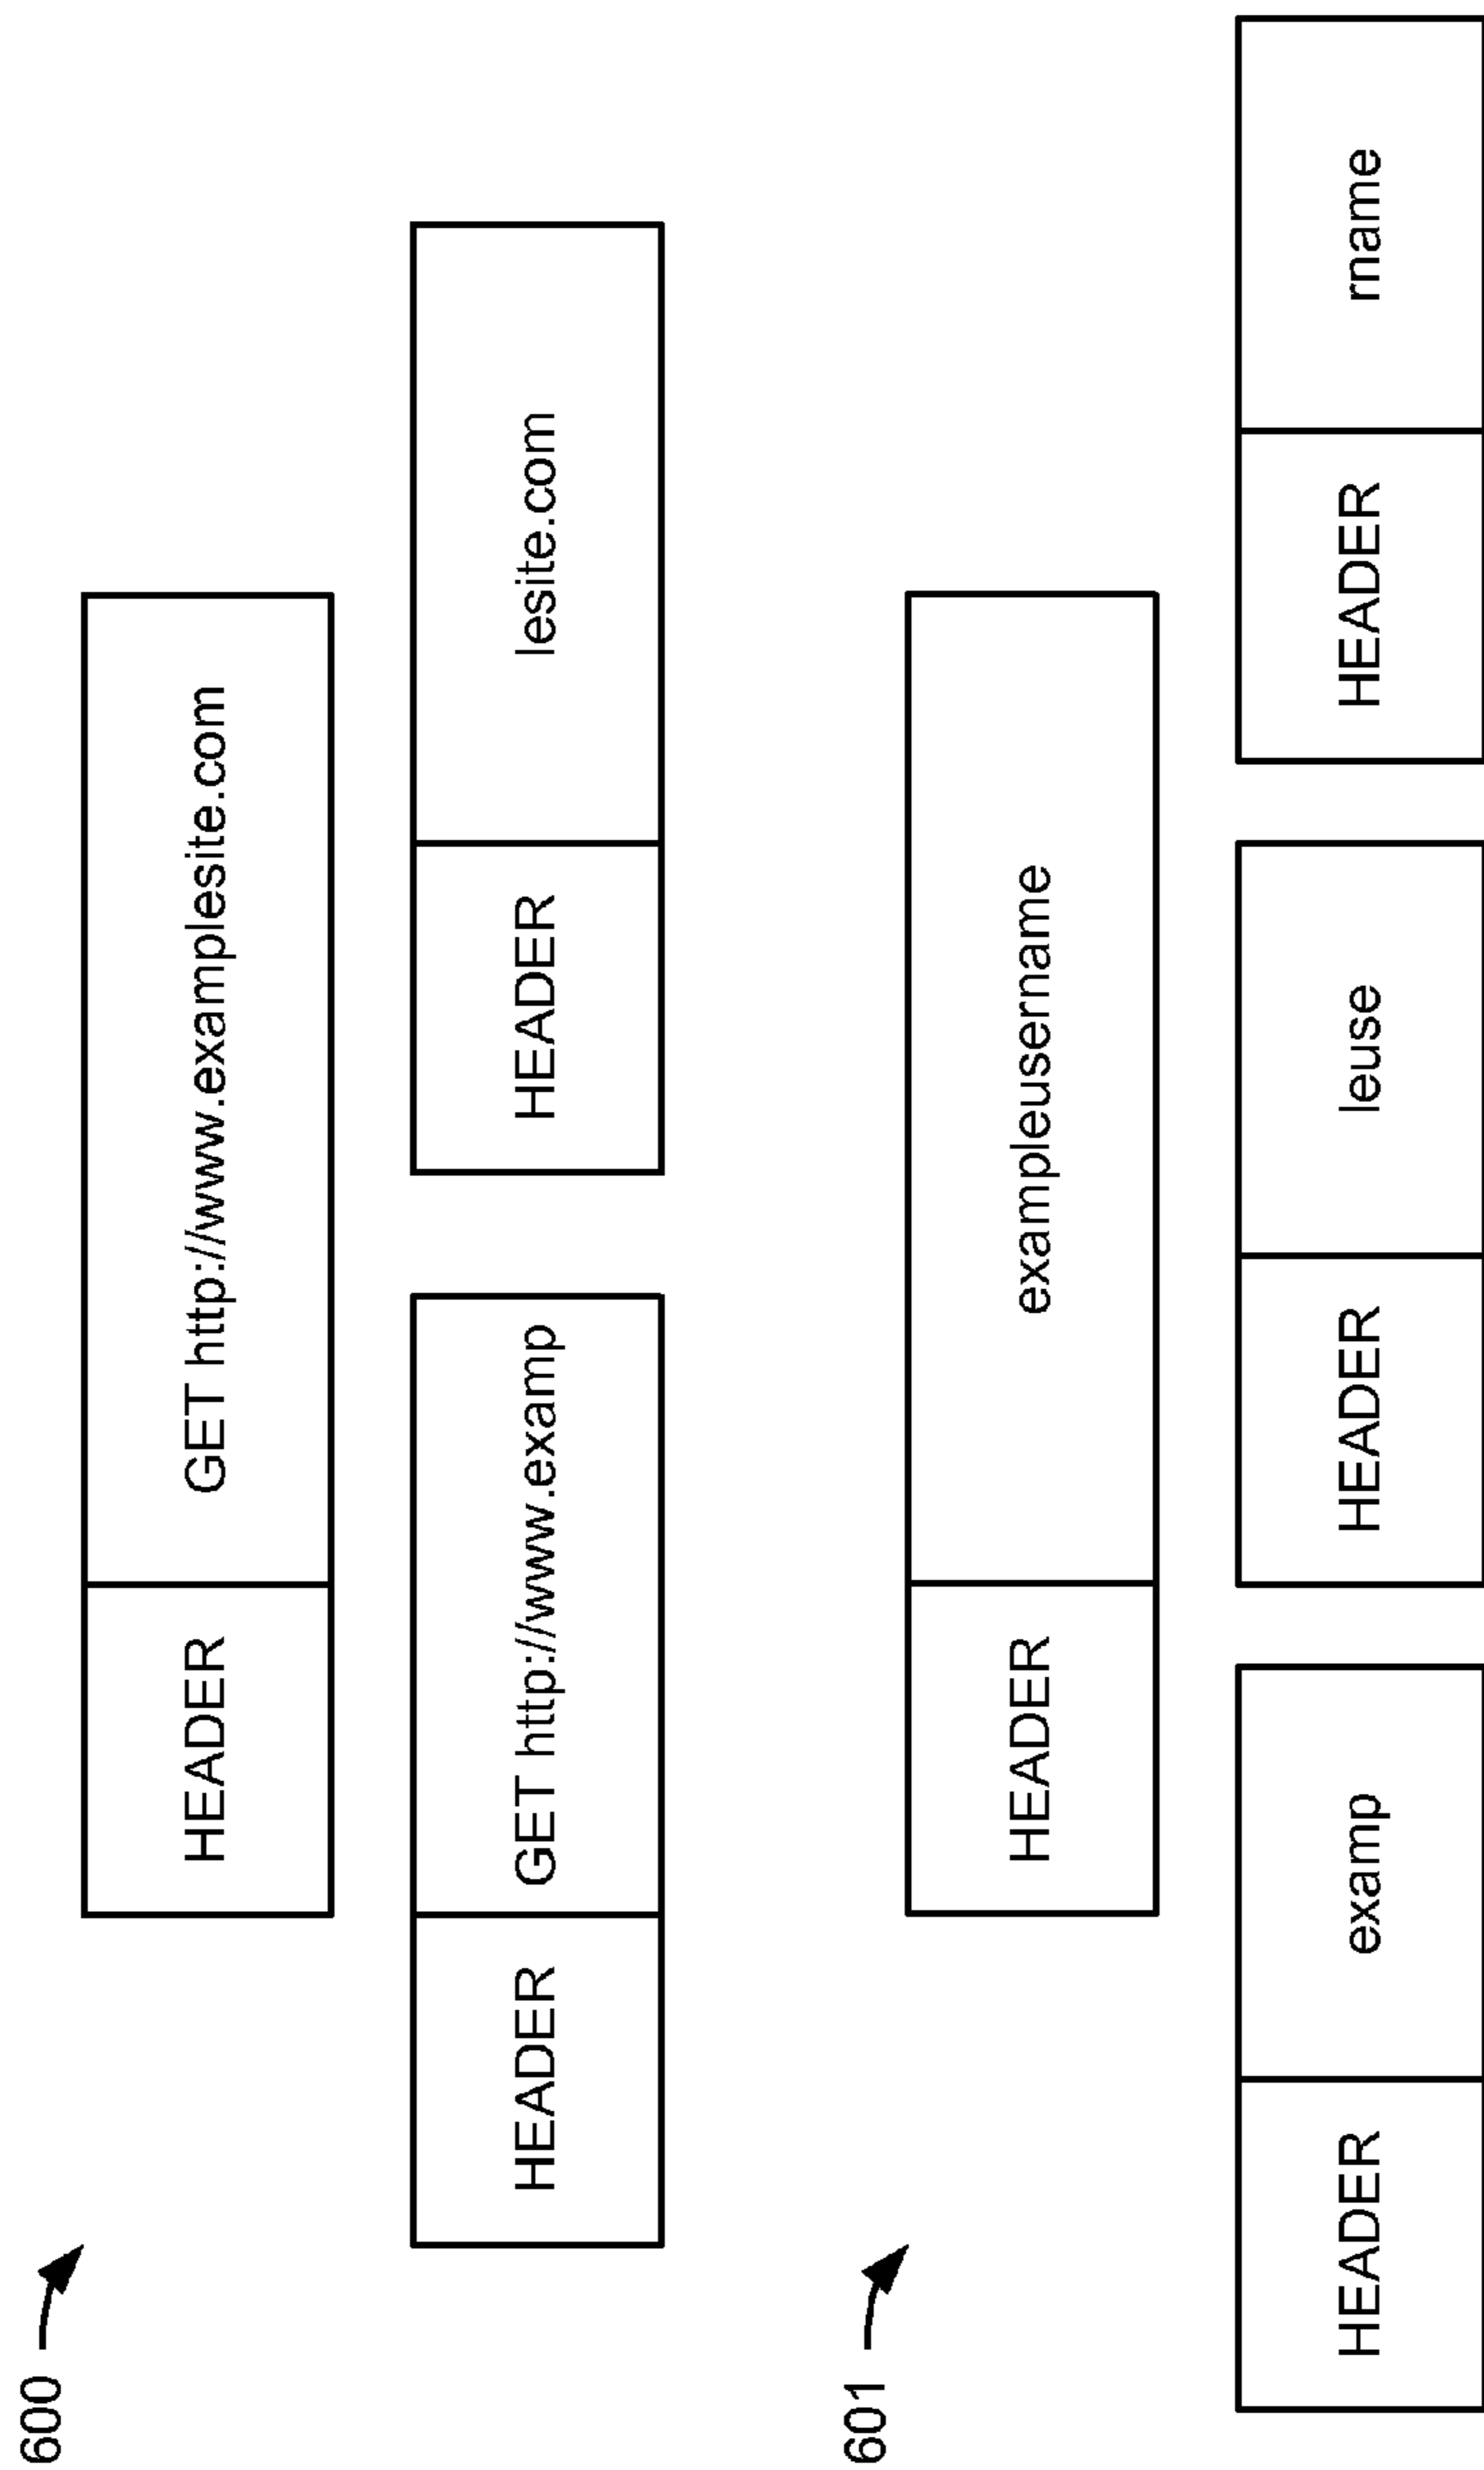 600
HEADER GET http://www.examplesite.com
HEADER GET http://www.examp HEADER lesite.com
601
HEADER exampleusername
HEADER examp HEADER leuse HEADER rname